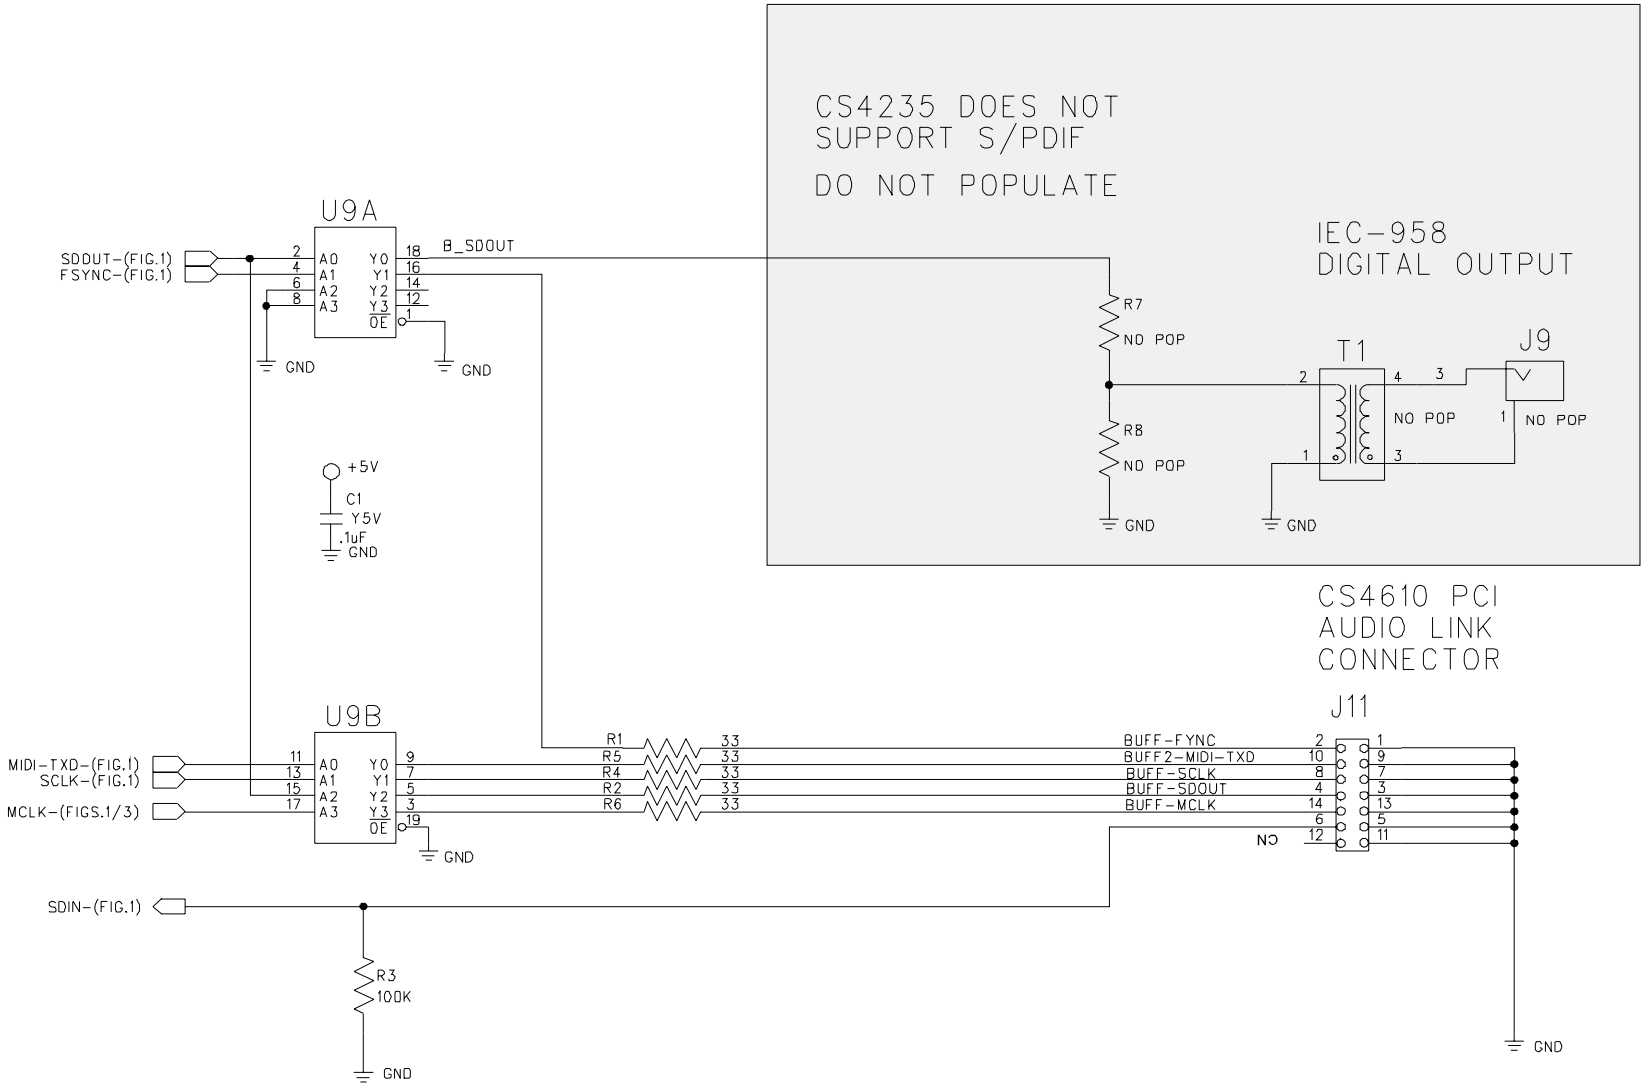 CS4235 DOES NOT
SUPPORT S/PDIF
DO NOT POPULATE
IEC-958
DIGITAL OUTPUT
U9A
SDOUT-(FIG.1)
FSYNC-(FIG.1)
2 A0 Y0 18 B_SDOUT
4 A1 Y1 16
6 A2 Y2 14
8 A3 Y3 12
OE 1
GND
GND
R7
NO POP
T1
J9
2 4 3
NO POP
1 NO POP
R8
NO POP
1 3
GND
GND
+5V
C1
Y5V
.1uF
GND
CS4610 PCI
AUDIO LINK
CONNECTOR
J11
U9B
R1 33 BUFF-FYNC 2 1
MIDI-TXD-(FIG.1) 11 A0 Y0 9 R5 33 BUFF2-MIDI-TXD 10 9
SCLK-(FIG.1) 13 A1 Y1 7 R4 33 BUFF-SCLK 8 7
15 A2 Y2 5 R2 33 BUFF-SDOUT 4 3
MCLK-(FIGS.1/3) 17 A3 Y3 3 R6 33 BUFF-MCLK 14 13
OE 19 6 5
NC 12 11
GND
SDIN-(FIG.1)
R3
100K
GND
GND